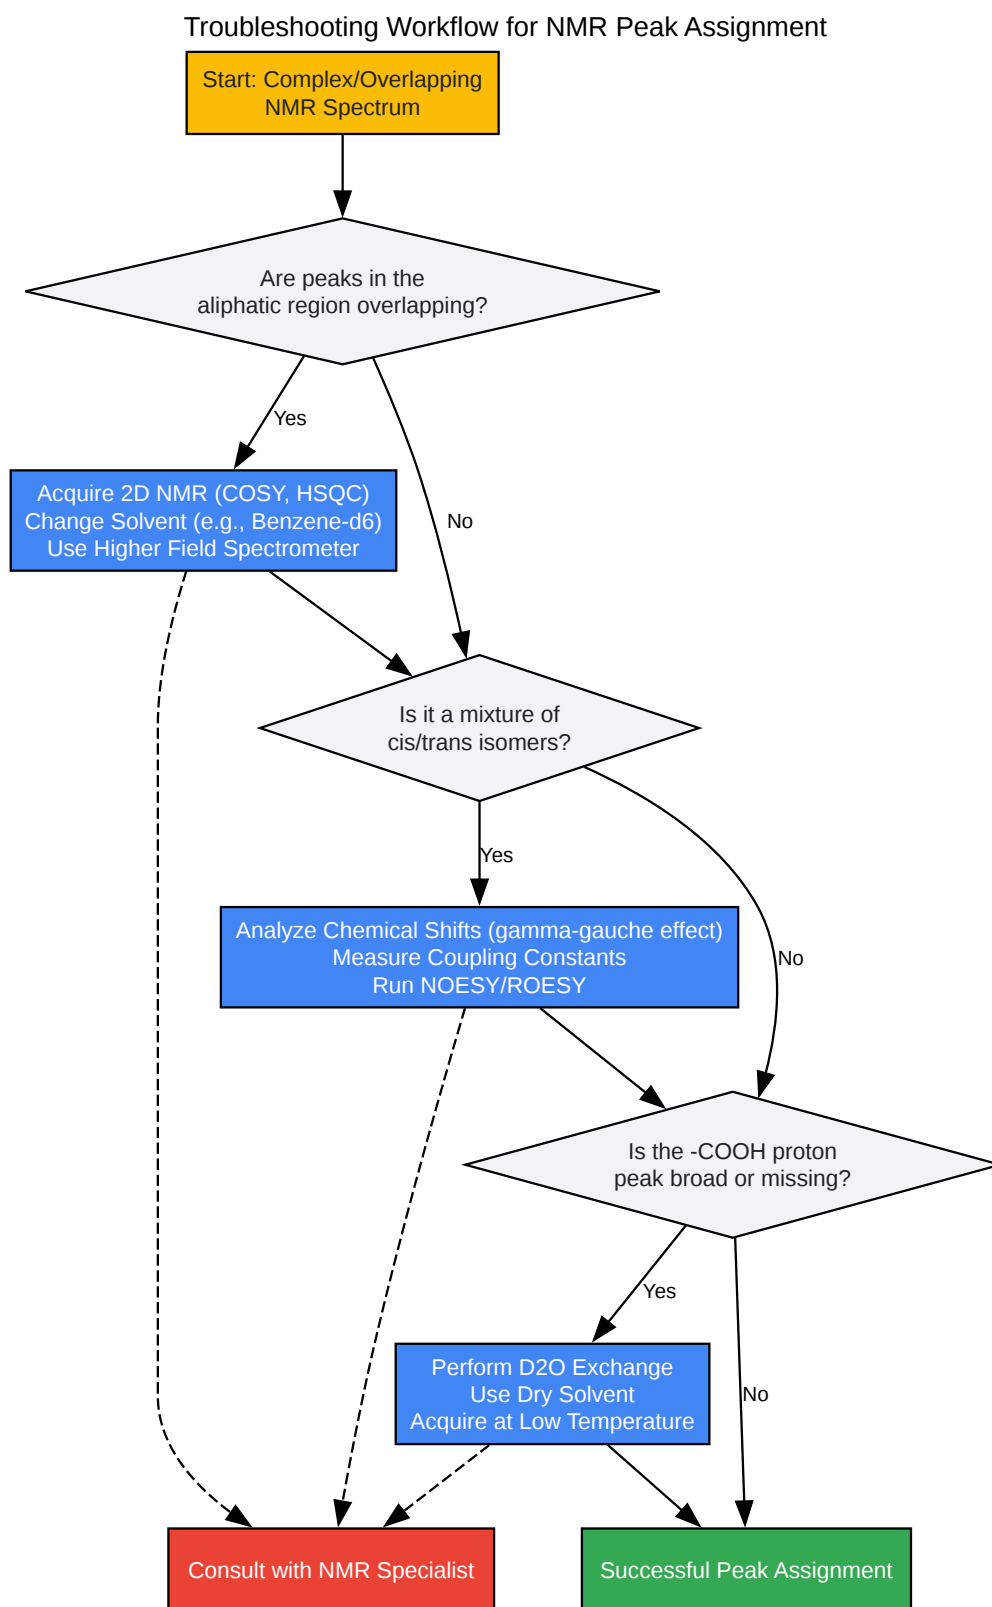 Troubleshooting Workflow for NMR Peak Assignment
Start: Complex/Overlapping
NMR Spectrum
Are peaks in the
aliphatic region overlapping?
Yes
No
Acquire 2D NMR (COSY, HSQC)
Change Solvent (e.g., Benzene-d6)
Use Higher Field Spectrometer
Is it a mixture of
cis/trans isomers?
Yes
No
Analyze Chemical Shifts (gamma-gauche effect)
Measure Coupling Constants
Run NOESY/ROESY
Is the -COOH proton
peak broad or missing?
Yes
No
Perform D2O Exchange
Use Dry Solvent
Acquire at Low Temperature
Consult with NMR Specialist
Successful Peak Assignment